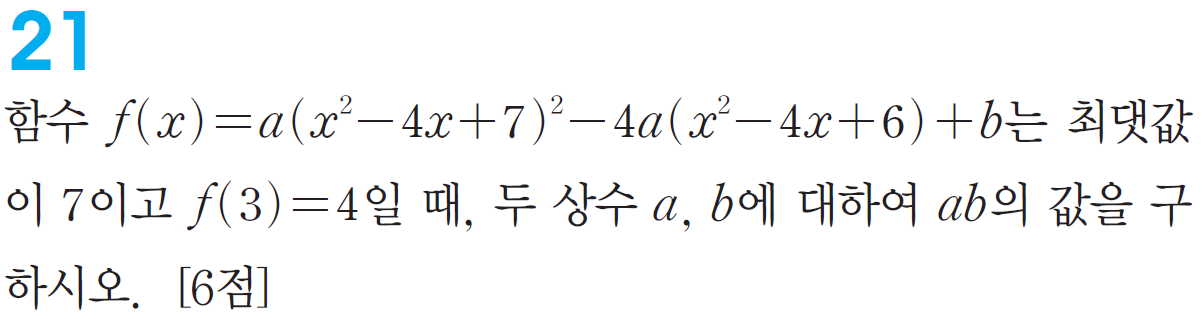 21
함수 f(x)=a(x²-4x+7)²-4a(x²-4x+6)+b는 최댓값
이 7이고 f(3)=4일 때, 두 상수 a, b에 대하여 ab의 값을 구
하시오. [6점]